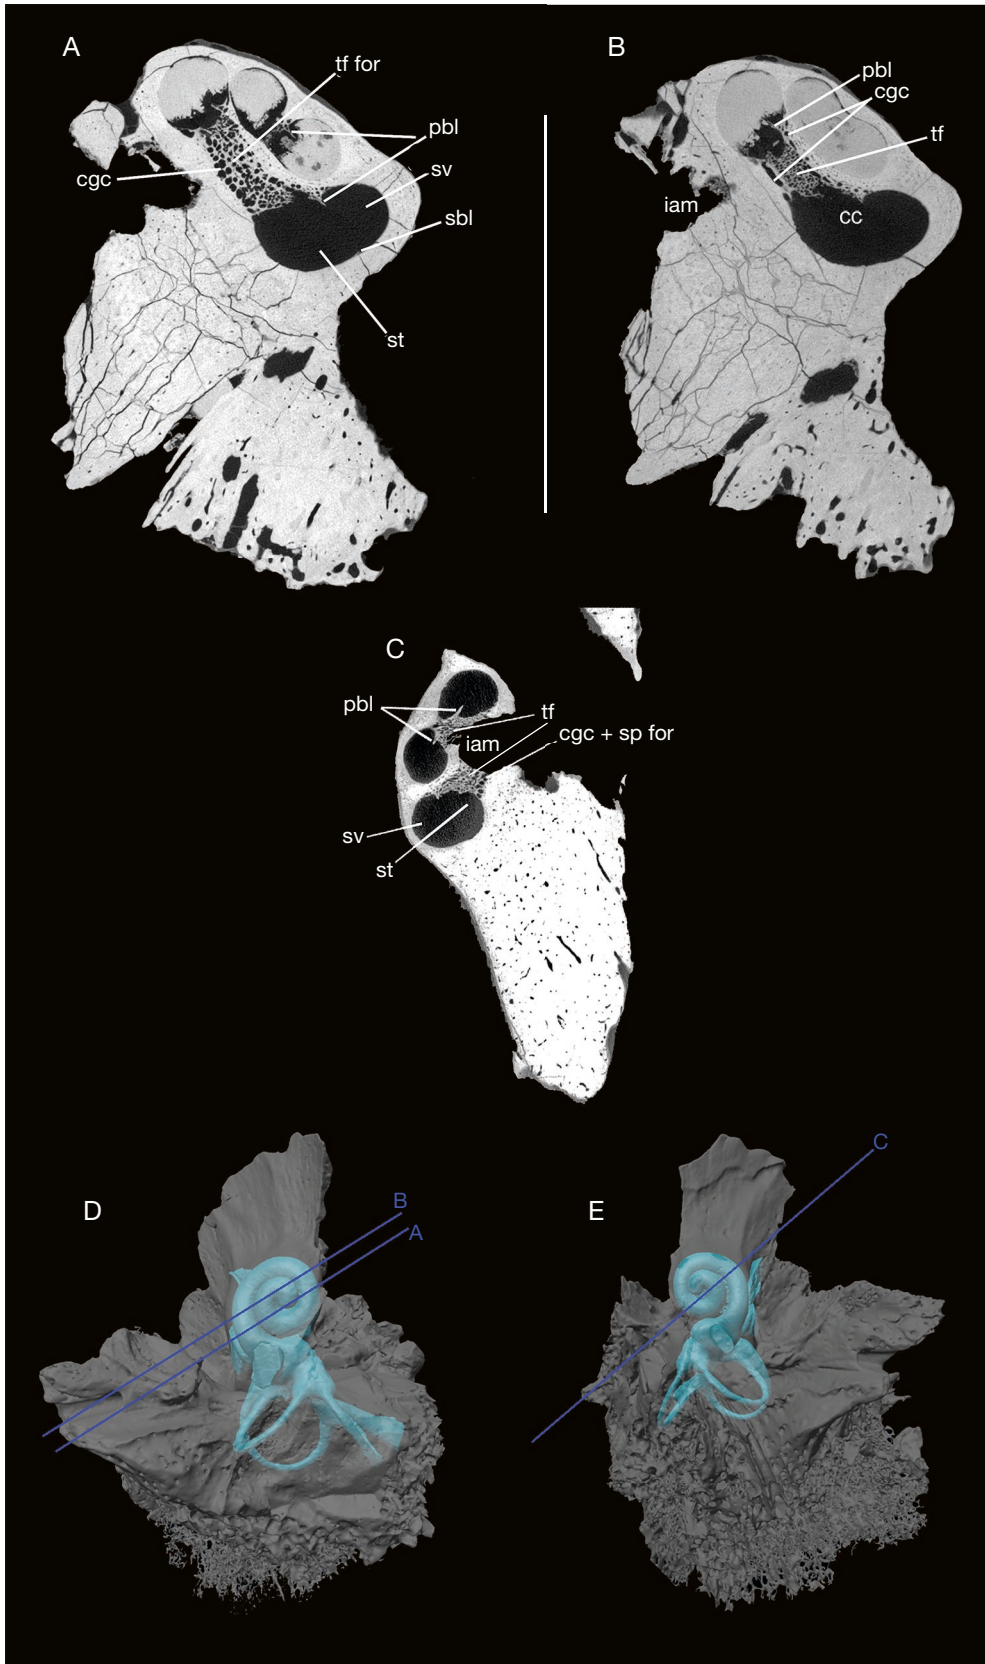 A
tf for
pbl
cgc
sv
sbl
st
B
pbl
cgc
tf
iam
cc
C
pbl
tf
iam
cgc + sp for
sv
st
D
B
A
E
C